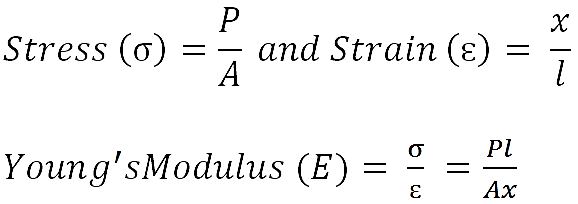 Stress (σ) = P/A and Strain (ε) = x/l
Young'sModulus (E) = σ/ε = Pl/Ax